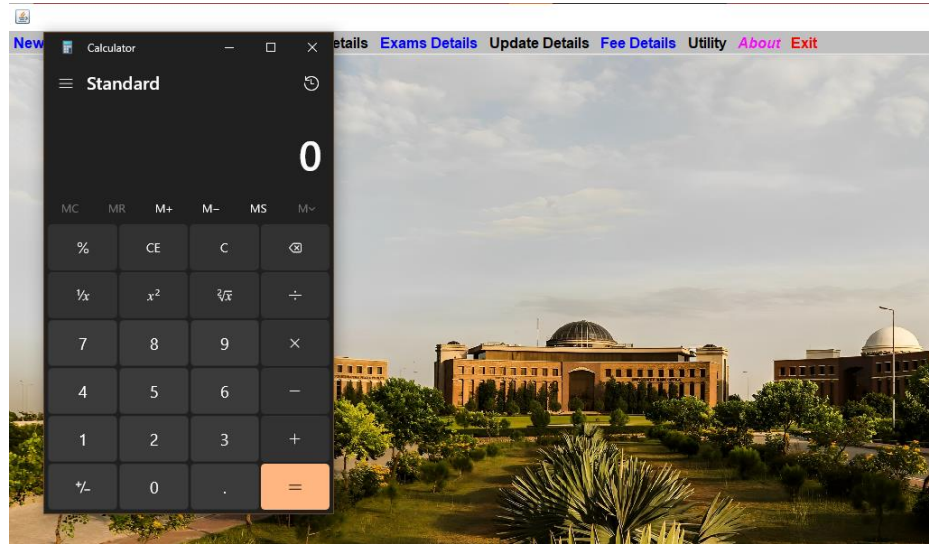 New
etails Exams Details Update Details Fee Details Utility About Exit
Calculator
Standard
0
MC MR M+ M− MS M˅
% CE C
⅟x x² ²√x ÷
7 8 9 ×
4 5 6 −
1 2 3 +
+/− 0 . =